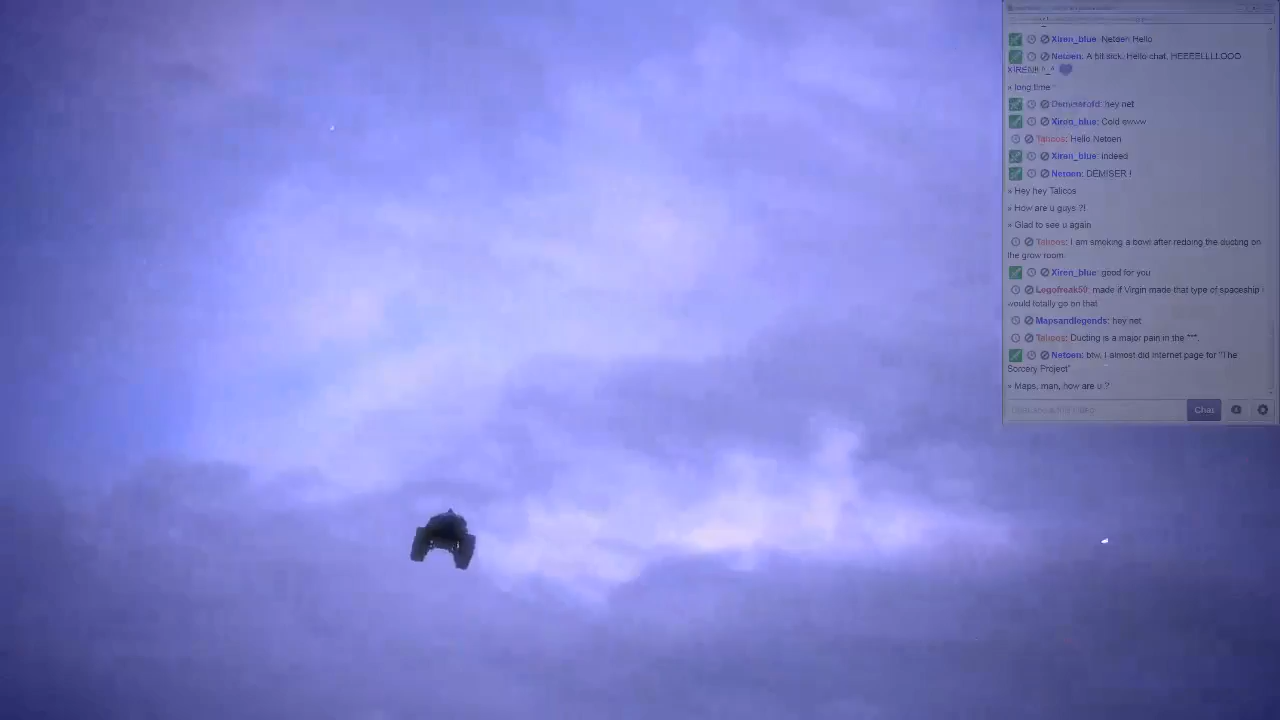 Xiren_blue: Netoen Hello
Netoen: A bit sick. Hello chat, HEEEELLLLOOO
XIREN!! ^_^
» long time
hey net
Xiren_blue: Cold ewww
Talicos: Hello Netoen
Xiren_blue: indeed
Netoen: DEMISER !
» Hey hey Talicos
» How are u guys ?!
» Glad to see u again
Talicos: I am smoking a bowl after redoing the ducting on
the grow room.
Xiren_blue: good for you
Legofreak50: made if Virgin made that type of spaceship I
would totally go on that
Mapsandlegends: hey net
Talicos: Ducting is a major pain in the ***.
Netoen: btw, I almost did internet page for "The
Sorcery Project"
» Maps, man, how are u ?
Chat